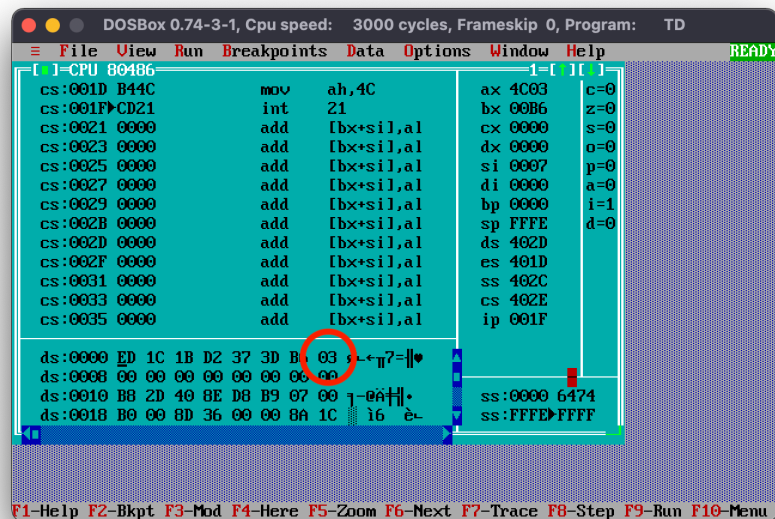 DOSBox 0.74-3-1, Cpu speed: 3000 cycles, Frameskip 0, Program: TD
≡ File View Run Breakpoints Data Options Window Help READY
[■]=CPU 80486 1=[↑][↓]
cs:001D B44C mov ah,4C ax 4C03 c=0
cs:001F►CD21 int 21 bx 00B6 z=0
cs:0021 0000 add [bx+si],al cx 0000 s=0
cs:0023 0000 add [bx+si],al dx 0000 o=0
cs:0025 0000 add [bx+si],al si 0007 p=0
cs:0027 0000 add [bx+si],al di 0000 a=0
cs:0029 0000 add [bx+si],al bp 0000 i=1
cs:002B 0000 add [bx+si],al sp FFFE d=0
cs:002D 0000 add [bx+si],al ds 402D
cs:002F 0000 add [bx+si],al es 401D
cs:0031 0000 add [bx+si],al ss 402C
cs:0033 0000 add [bx+si],al cs 402E
cs:0035 0000 add [bx+si],al ip 001F
ds:0000 ED 1C 1B D2 37 3D 03
ds:0008 00 00 00 00 00 00 00 00
ds:0010 B8 2D 40 8E D8 B9 07 00 ┐-@Ä╪╣•
ds:0018 B0 00 8D 36 00 00 8A 1C ░ ì6 è∟
ss:0000 6474
ss:FFFE►FFFF
F1-Help F2-Bkpt F3-Mod F4-Here F5-Zoom F6-Next F7-Trace F8-Step F9-Run F10-Menu